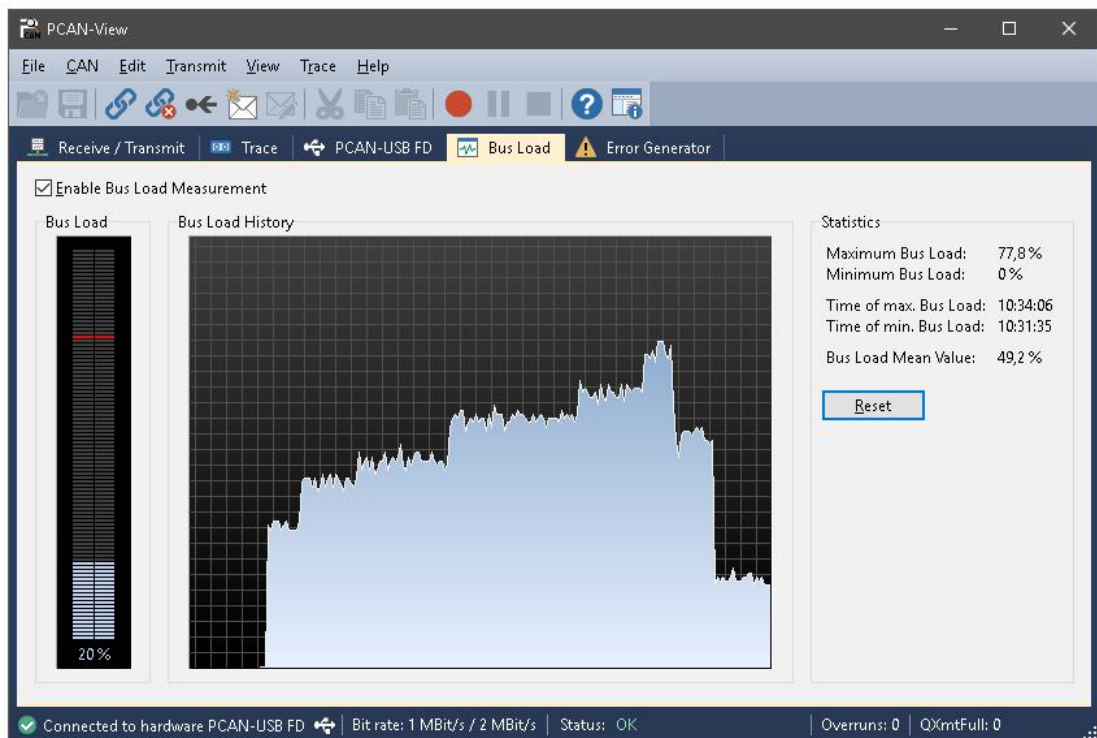 PCAN-View
File CAN Edit Transmit View Trace Help
Receive / Transmit Trace PCAN-USB FD Bus Load Error Generator
Enable Bus Load Measurement
Bus Load
20%
Bus Load History
Statistics
Maximum Bus Load: 77,8 %
Minimum Bus Load: 0 %
Time of max. Bus Load: 10:34:06
Time of min. Bus Load: 10:31:35
Bus Load Mean Value: 49,2 %
Reset
Connected to hardware PCAN-USB FD Bit rate: 1 MBit/s / 2 MBit/s Status: OK Overruns: 0 QXmtFull: 0